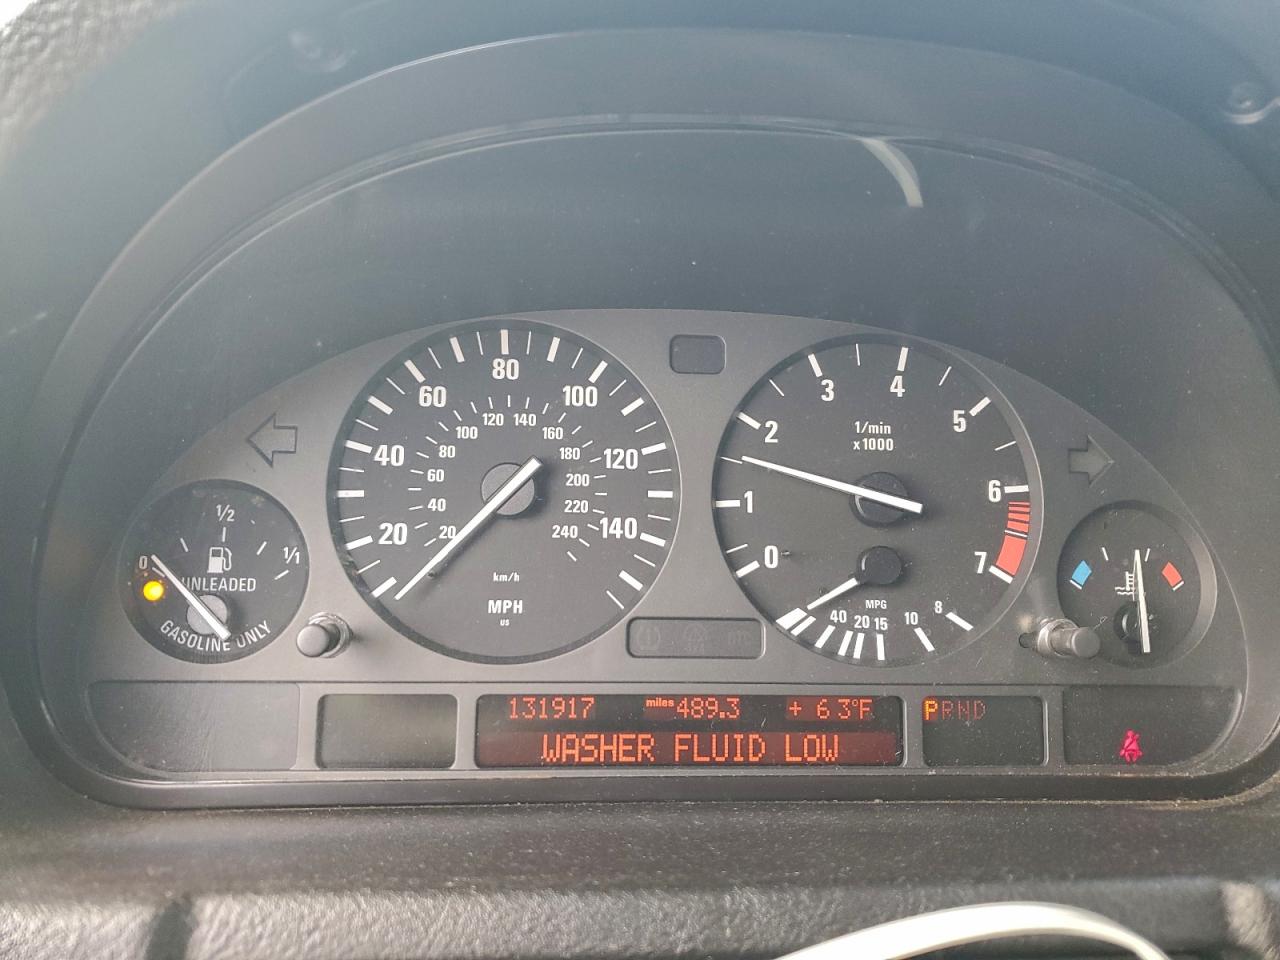 20
40
60
80
100
120
140
20
40
60
80
100
120
140
160
180
200
220
240
km/h
MPH
US
0
1
2
3
4
5
6
7
1/min
x1000
MPG
40 20 15 10 8
0
1/2
1/1
UNLEADED
GASOLINE ONLY
131917 miles 489.3 + 63°F
WASHER FLUID LOW
PRND